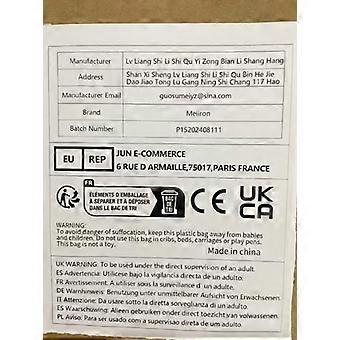 Manufacturer Lv Liang Shi Li Shi Qu Yi Zong Bian Li Shang Hang
Address Shan Xi Sheng Lv Liang Shi Li Shi Qu Bin He Jie
Dao Jiao Tong Lu Gang Nei Shi Chang 117 Hao
Manufacturer Email guosumeiyz@sina.com
Brand Meiiron
Batch Number P15202408111
EU REP JUN E-COMMERCE
6 RUE D ARMAILLE,75017,PARIS FRANCE
FR
ÉLÉMENTS D'EMBALLAGE
À SÉPARER ET À DÉPOSER
DANS LE BAC DE TRI
BAC DE TRI
CE
UK
CA
WARNING:
To avoid danger of suffocation, keep this plastic bag away from babies
and children. Do not use this bag in cribs, beds, carriages or play pens.
This bag is not a toy.
Made in china
UK WARNING: To be used under the direct supervision of an adult.
ES Advertencia: Utilícese bajo la vigilancia directa de un adulto.
FR Avertissement. A utiliser sous la surveillance d'un adulte.
DE Warnhinweis: Benutzung unter unmittelbarer Aufsicht von Erwachsenen.
IT Attenzione: Da usare sotto la diretta sorveglianza di un adulto.
ES Waarschüwing: Olny zu gebruiken onder direct toezicht van volwassenen.
PL Aviso: Para ser usado com a supervisao direta de um adulto.